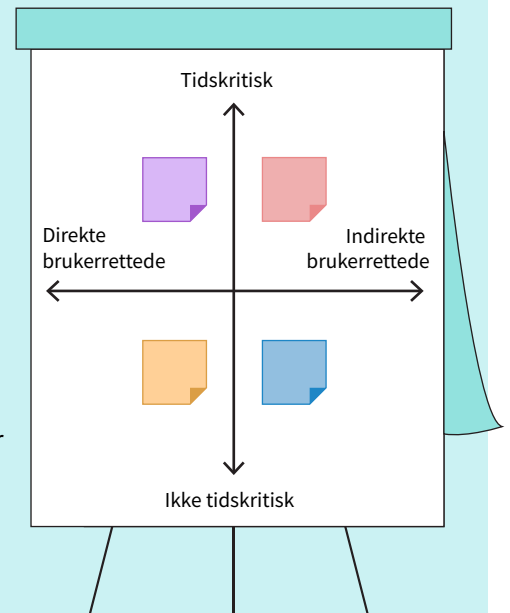 Tidskritisk
Direkte
brukerrettede
Indirekte
brukerrettede
Ikke tidskritisk